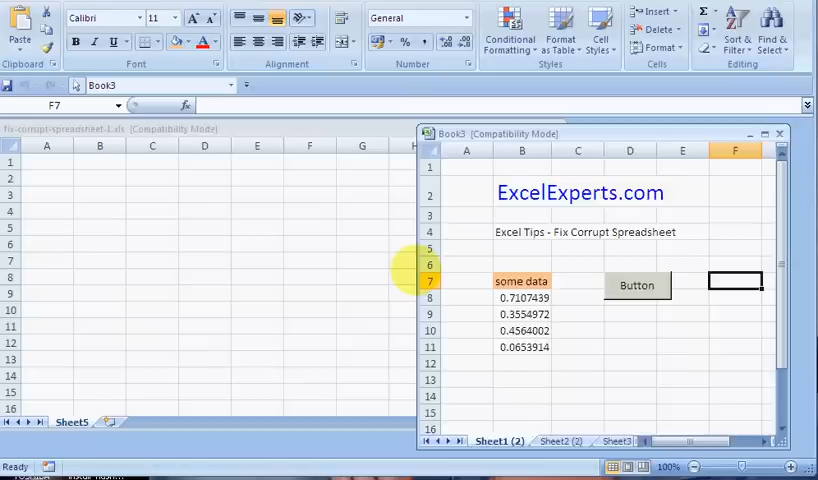 Calibri 11 General Insert Σ
Paste B I U A % , Conditional Format Cell Delete Sort & Find &
Formatting as Table Styles Format Filter Select
Clipboard Font Alignment Number Styles Cells Editing
Book3
F7 fx
fix-corrupt-spreadsheet-1.xls [Compatibility Mode]
A B C D E F G H
1
2
3
4
5
6
7
8
9
10
11
12
13
14
15
16
Sheet5
Book3 [Compatibility Mode]
A B C D E F
1
2 ExcelExperts.com
3
4 Excel Tips - Fix Corrupt Spreadsheet
5
6
7 some data Button
8 0.7107439
9 0.3554972
10 0.4564002
11 0.0653914
12
13
14
15
16
Sheet1 (2) Sheet2 (2) Sheet3
Ready 100%